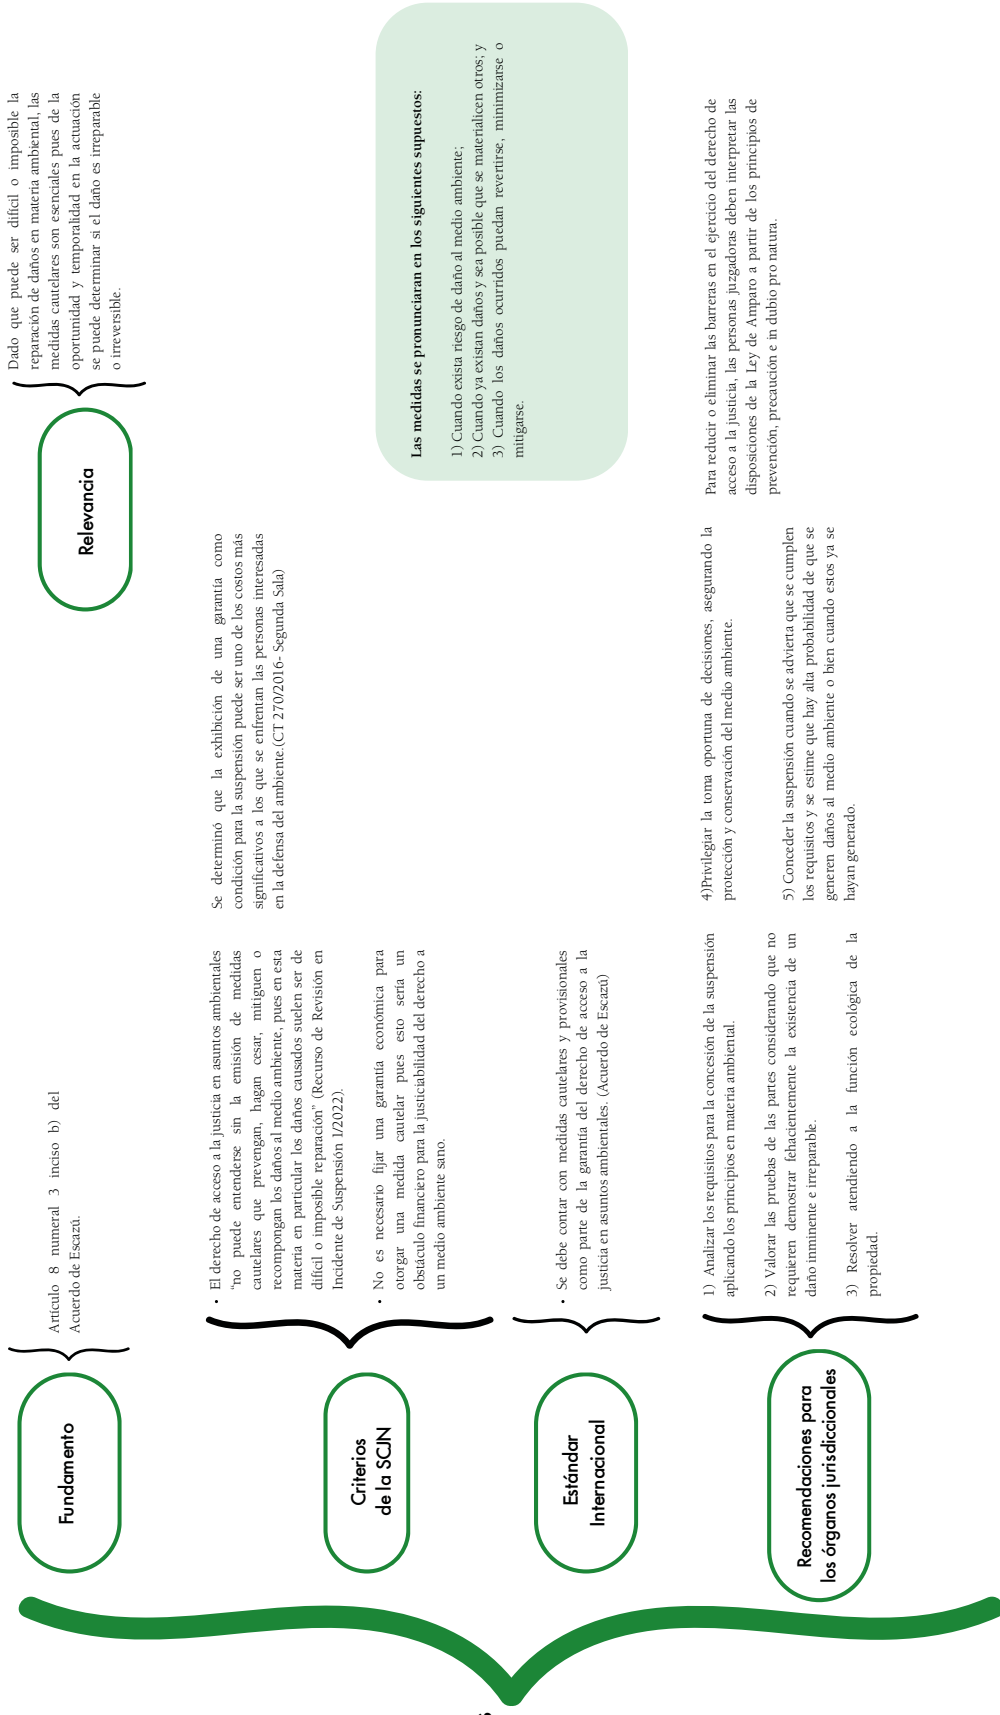 Fundamento
Artículo 8 numeral 3 inciso b) del
Acuerdo de Escazú.
Relevancia
Dado que puede ser difícil o imposible la
reparación de daños en materia ambiental, las
medidas cautelares son esenciales pues de la
oportunidad y temporalidad en la actuación
se puede determinar si el daño es irreparable
o irreversible.
Criterios
de la SCJN
• El derecho de acceso a la justicia en asuntos ambientales
“no puede entenderse sin la emisión de medidas
cautelares que prevengan, hagan cesar, mitiguen o
recompongan los daños al medio ambiente, pues en esta
materia en particular los daños causados suelen ser de
difícil o imposible reparación” (Recurso de Revisión en
Incidente de Suspensión 1/2022).
• No es necesario fijar una garantía económica para
otorgar una medida cautelar pues esto sería un
obstáculo financiero para la justiciabilidad del derecho a
un medio ambiente sano.
Se determinó que la exhibición de una garantía como
condición para la suspensión puede ser uno de los costos más
significativos a los que se enfrentan las personas interesadas
en la defensa del ambiente.(CT 270/2016- Segunda Sala)
Las medidas se pronunciaran en los siguientes supuestos:
1) Cuando exista riesgo de daño al medio ambiente;
2) Cuando ya existan daños y sea posible que se materialicen otros; y
3) Cuando los daños ocurridos puedan revertirse, minimizarse o
mitigarse.
Estándar
Internacional
• Se debe contar con medidas cautelares y provisionales
como parte de la garantía del derecho de acceso a la
justicia en asuntos ambientales. (Acuerdo de Escazú)
Recomendaciones para
los órganos jurisdiccionales
1) Analizar los requisitos para la concesión de la suspensión
aplicando los principios en materia ambiental.
2) Valorar las pruebas de las partes considerando que no
requieren demostrar fehacientemente la existencia de un
daño inminente e irreparable.
3) Resolver atendiendo a la función ecológica de la
propiedad.
4)Privilegiar la toma oportuna de decisiones, asegurando la
protección y conservación del medio ambiente.
5) Conceder la suspensión cuando se advierta que se cumplen
los requisitos y se estime que hay alta probabilidad de que se
generen daños al medio ambiente o bien cuando estos ya se
hayan generado.
Para reducir o eliminar las barreras en el ejercicio del derecho de
acceso a la justicia, las personas juzgadoras deben interpretar las
disposiciones de la Ley de Amparo a partir de los principios de
prevención, precaución e in dubio pro natura.